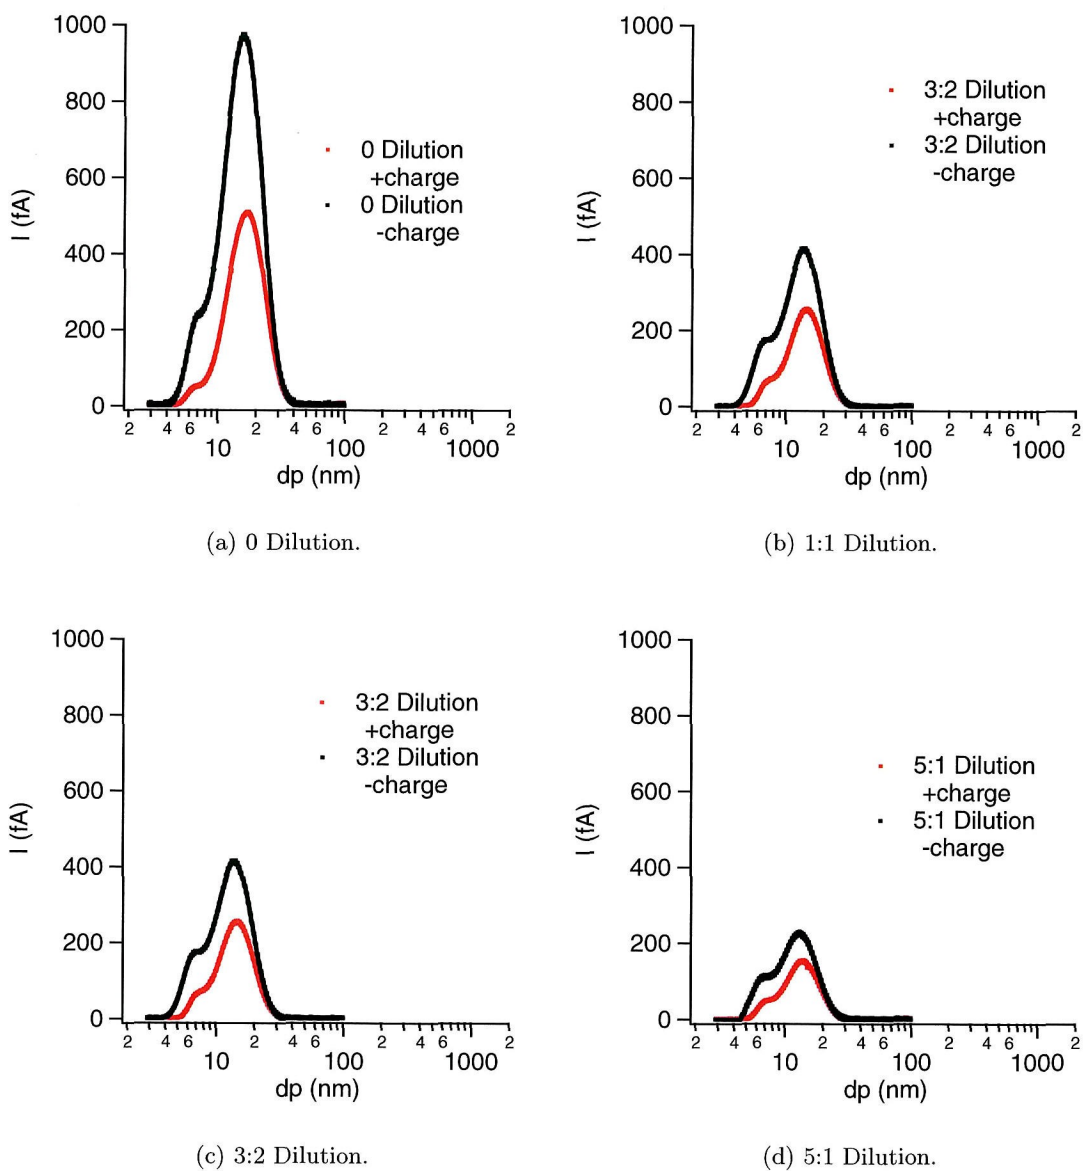 1000
800
600
400
200
0
I (fA)
0 Dilution
+charge
0 Dilution
-charge
2 4 6 2 4 6 2 4 6 2
10 100 1000
dp (nm)
(a) 0 Dilution.
1000
800
600
400
200
0
I (fA)
3:2 Dilution
+charge
3:2 Dilution
-charge
2 4 6 2 4 6 2 4 6 2
10 100 1000
dp (nm)
(b) 1:1 Dilution.
1000
800
600
400
200
0
I (fA)
3:2 Dilution
+charge
3:2 Dilution
-charge
2 4 6 2 4 6 2 4 6 2
10 100 1000
dp (nm)
(c) 3:2 Dilution.
1000
800
600
400
200
0
I (fA)
5:1 Dilution
+charge
5:1 Dilution
-charge
2 4 6 2 4 6 2 4 6 2
10 100 1000
dp (nm)
(d) 5:1 Dilution.